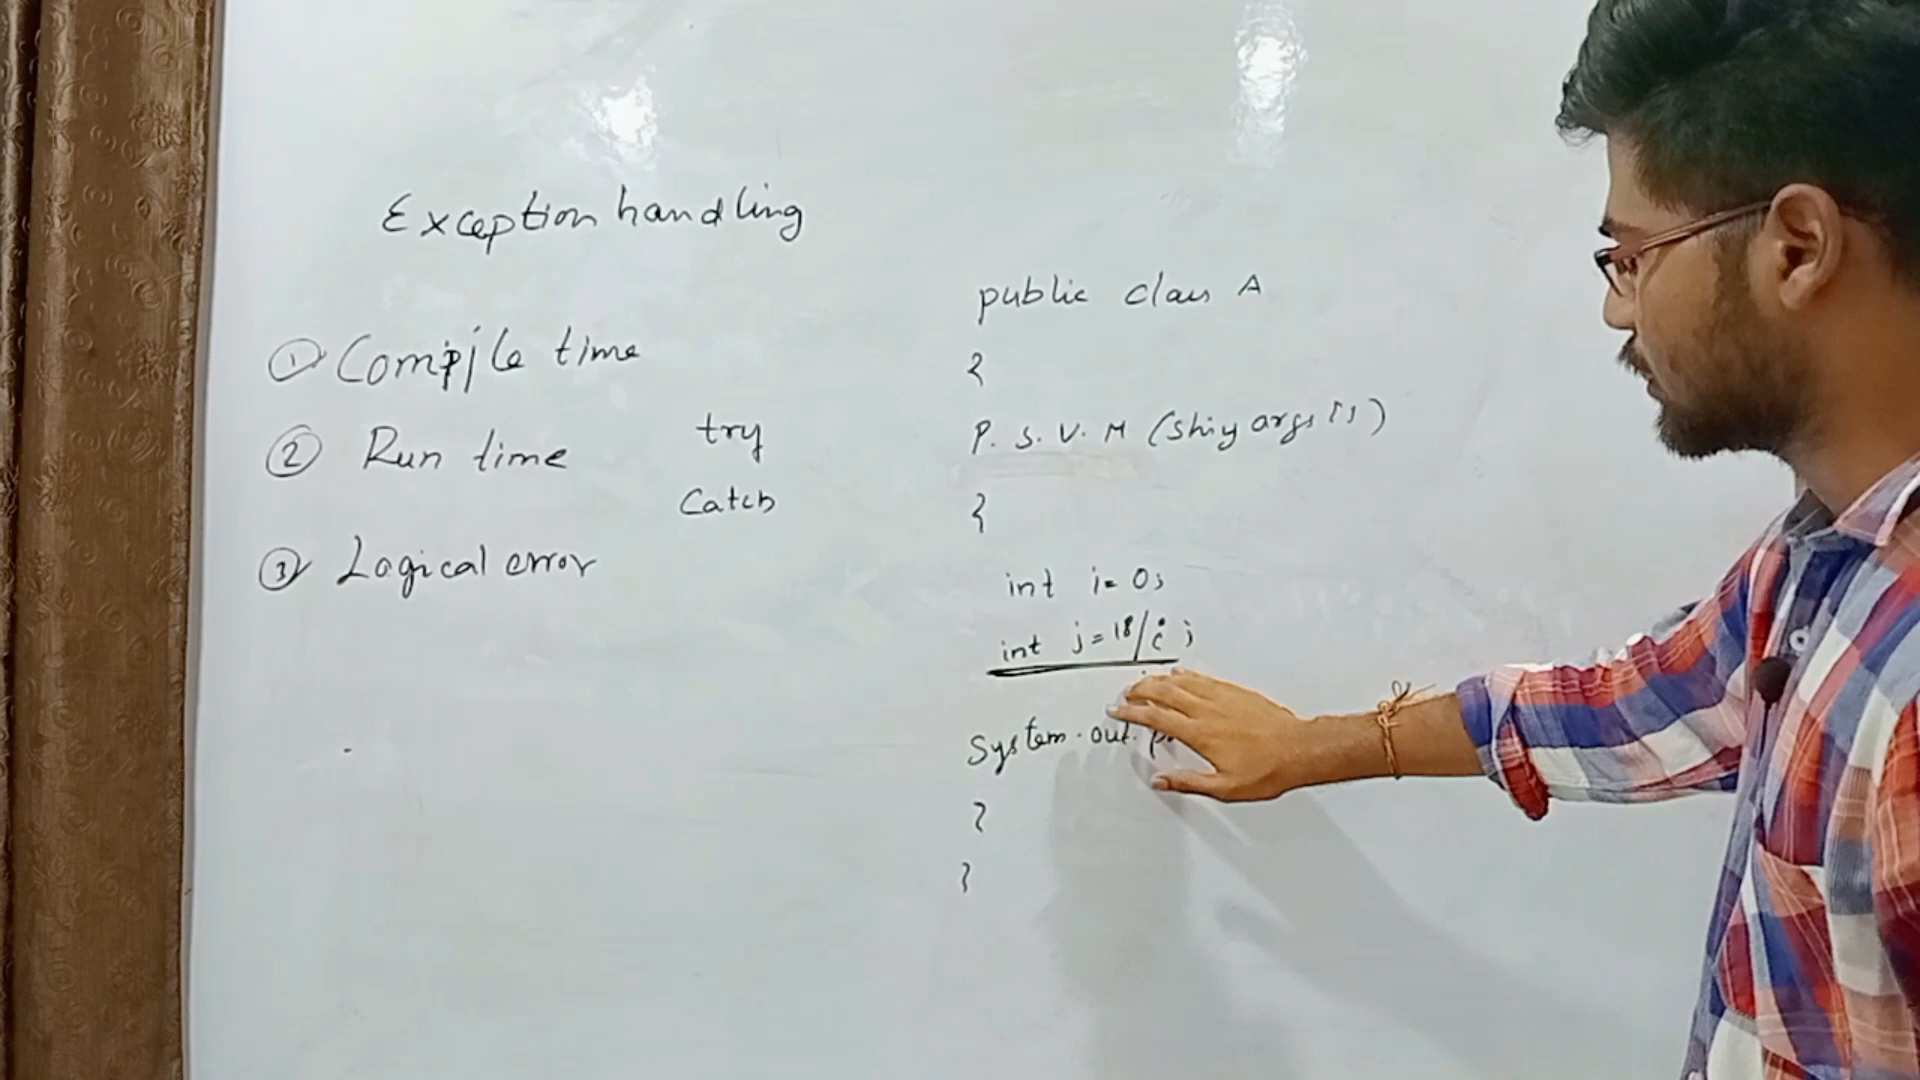 Exception handling
① Compile time
② Run time
try
Catch
③ Logical error
public class A
{
P. S. V. M (String args [])
{
int i = 0;
int j = 18/i;
System.out.
}
}